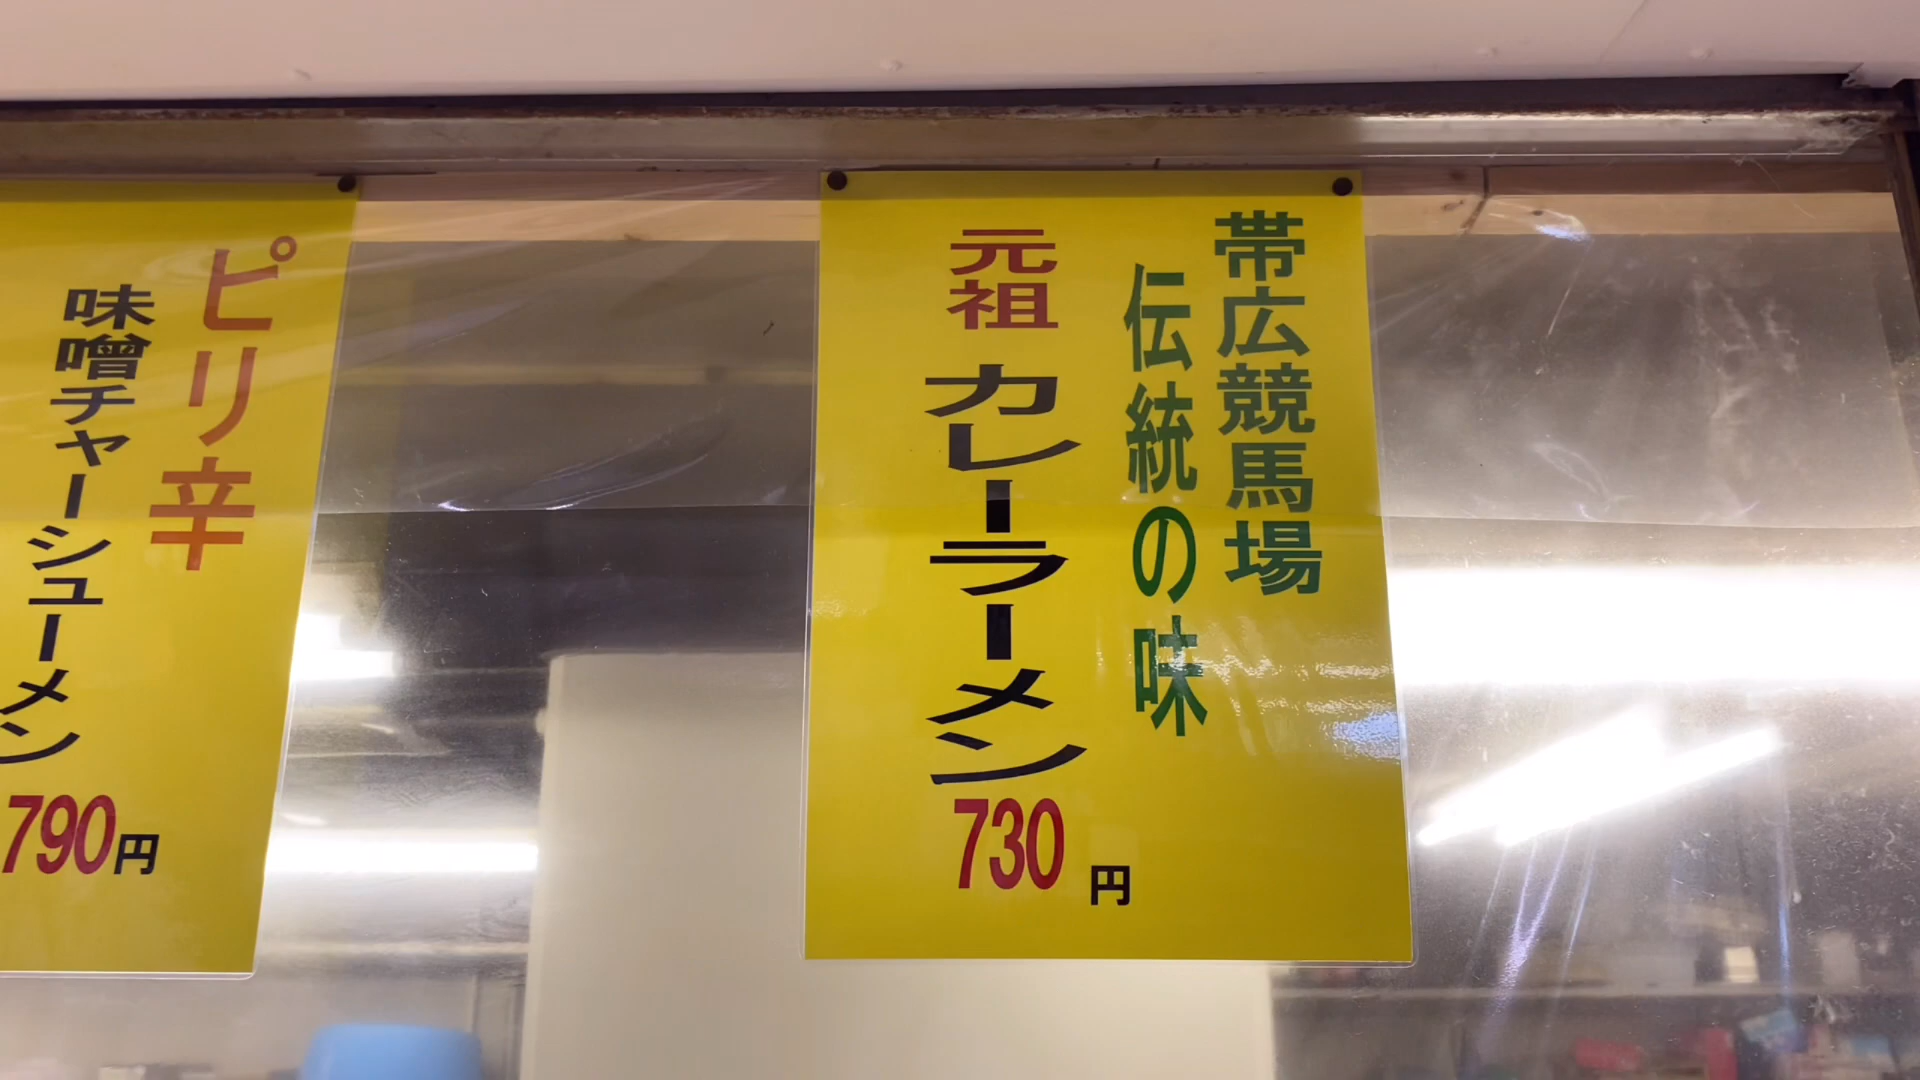 帯広競馬場
伝統の味
元祖 カレーラーメン
730円
ピリ辛
味噌チャーシューメン
790円